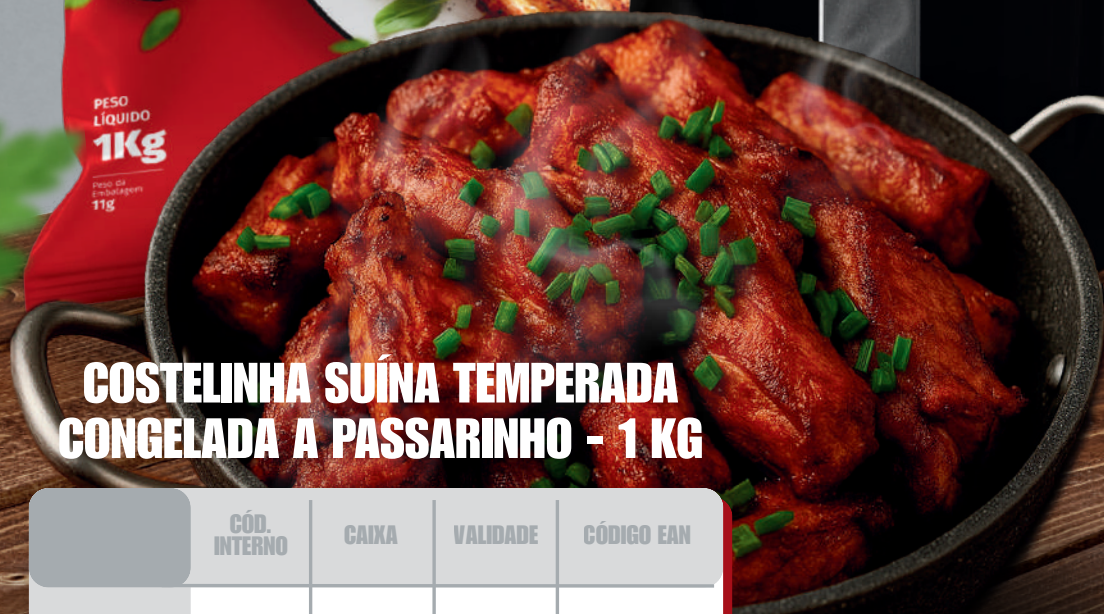 PESO
LÍQUIDO
1Kg
Peso da
Embalagem
11g
COSTELINHA SUÍNA TEMPERADA
CONGELADA A PASSARINHO - 1 KG
CÓD.
INTERNO
CAIXA
VALIDADE
CÓDIGO EAN